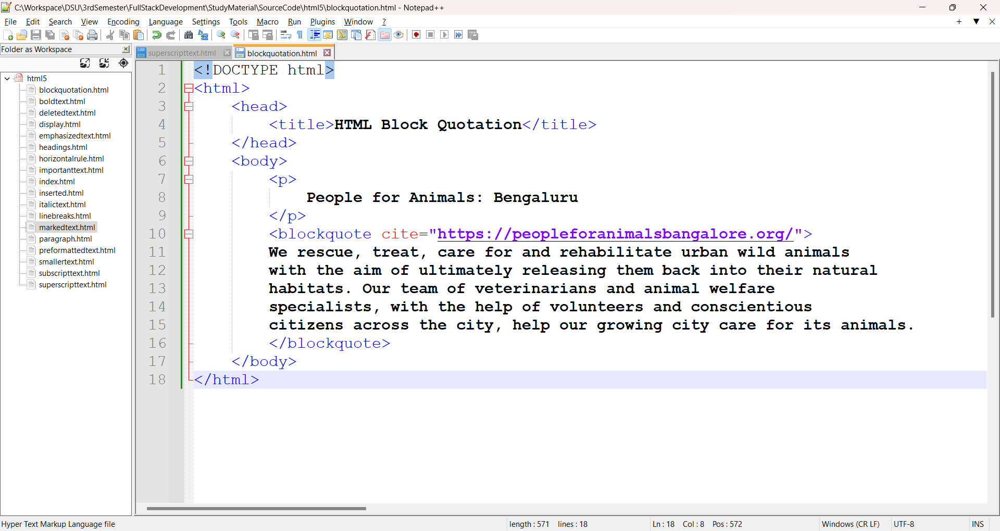 C:\Workspace\DSU\3rdSemester\FullStackDevelopment\StudyMaterial\SourceCode\html5\blockquotation.html - Notepad++
File Edit Search View Encoding Language Settings Tools Macro Run Plugins Window ?
Folder as Workspace
superscripttext.html blockquotation.html
html5
blockquotation.html
boldtext.html
deletedtext.html
display.html
emphasizedtext.html
headings.html
horizontalrule.html
importanttext.html
index.html
inserted.html
italictext.html
linebreaks.html
markedtext.html
paragraph.html
preformattedtext.html
smallertext.html
subscripttext.html
superscripttext.html
1 <!DOCTYPE html>
2 <html>
3 <head>
4 <title>HTML Block Quotation</title>
5 </head>
6 <body>
7 <p>
8 People for Animals: Bengaluru
9 </p>
10 <blockquote cite="https://peopleforanimalsbangalore.org/">
11 We rescue, treat, care for and rehabilitate urban wild animals
12 with the aim of ultimately releasing them back into their natural
13 habitats. Our team of veterinarians and animal welfare
14 specialists, with the help of volunteers and conscientious
15 citizens across the city, help our growing city care for its animals.
16 </blockquote>
17 </body>
18 </html>
Hyper Text Markup Language file length : 571 lines : 18 Ln : 18 Col : 8 Pos : 572 Windows (CR LF) UTF-8 INS